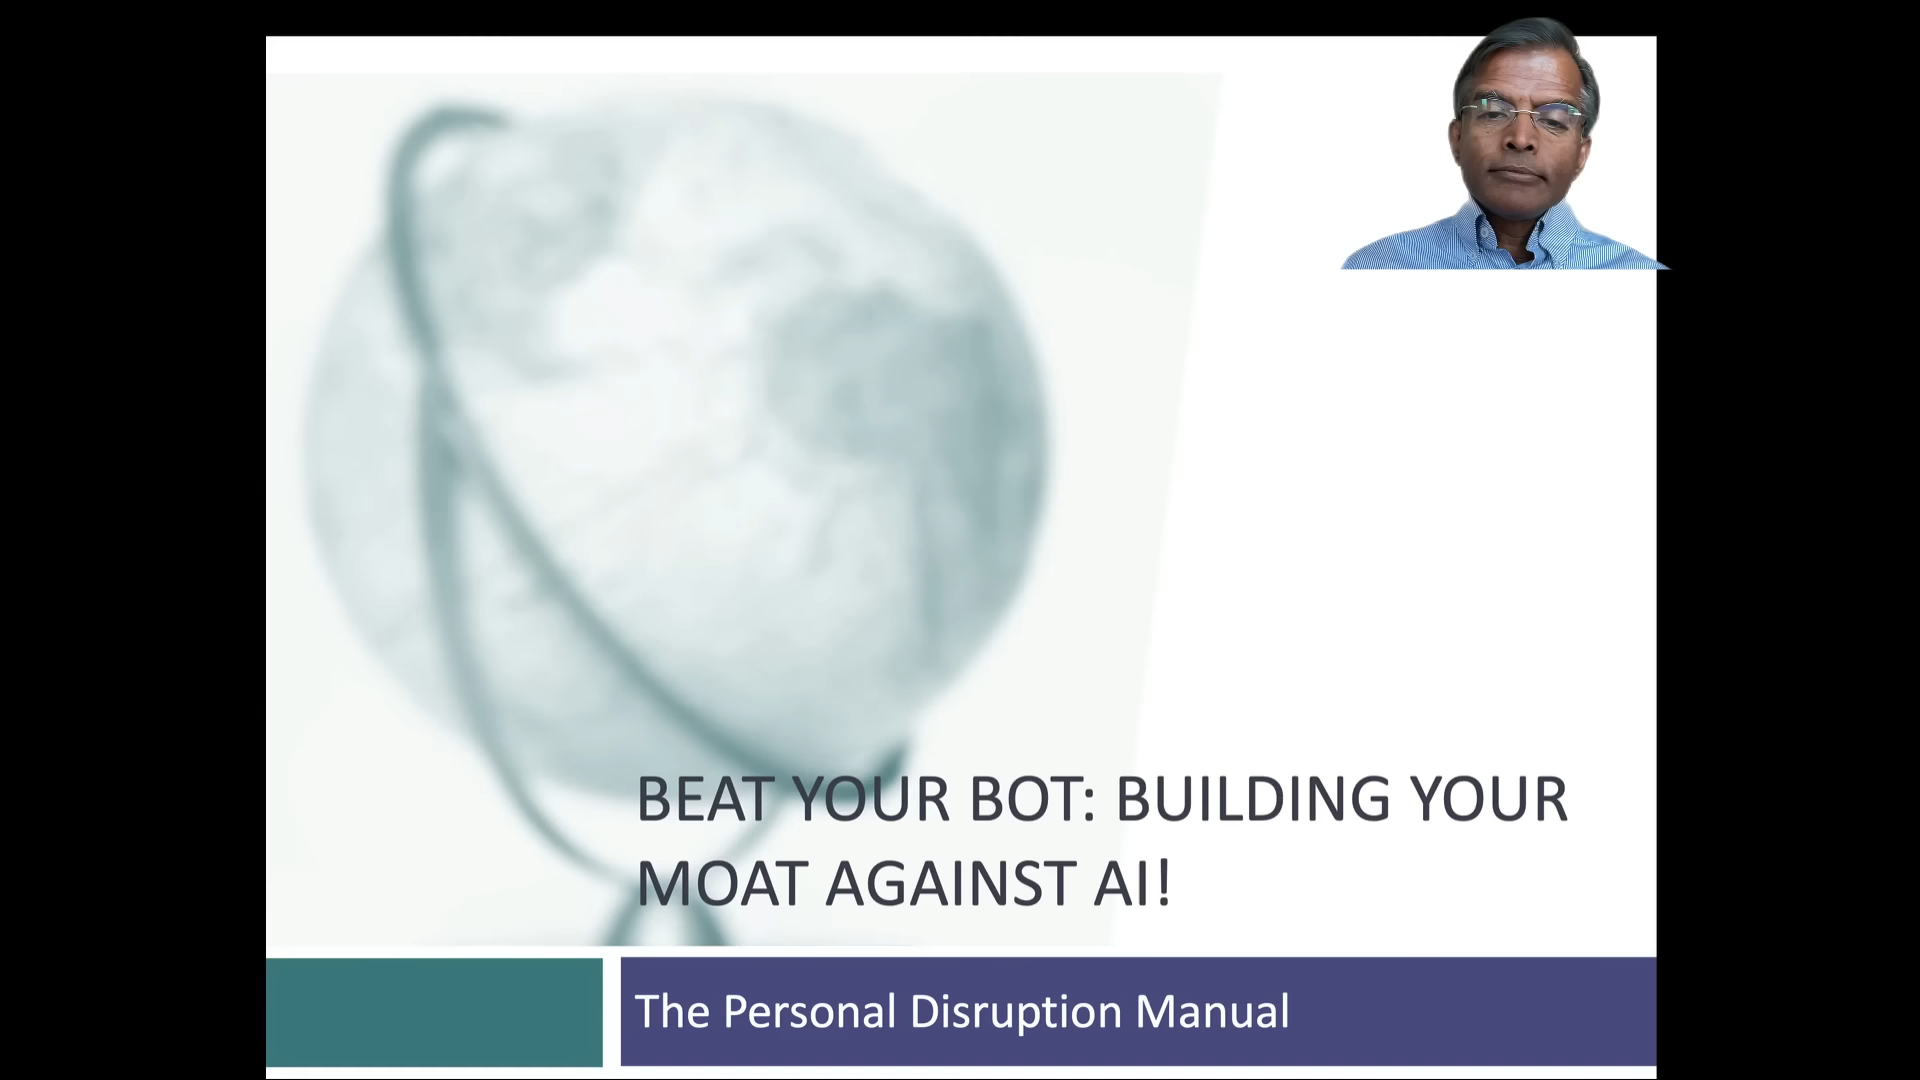 BEAT YOUR BOT: BUILDING YOUR
MOAT AGAINST AI!
The Personal Disruption Manual